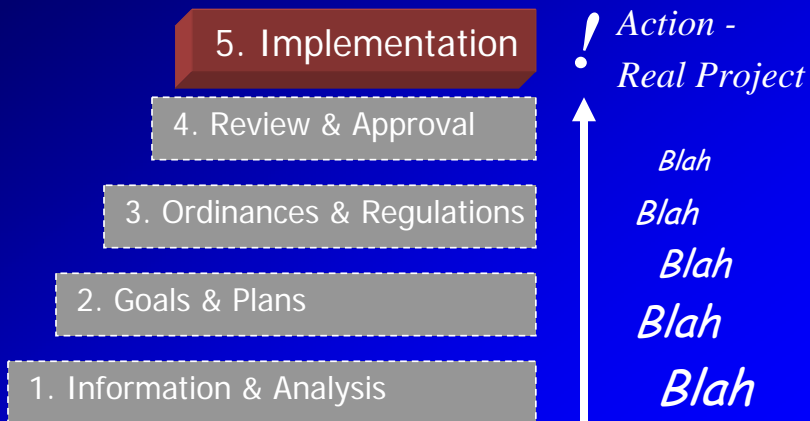 5. Implementation
!
Action -
Real Project
4. Review & Approval
Blah
3. Ordinances & Regulations
Blah
Blah
2. Goals & Plans
Blah
1. Information & Analysis
Blah